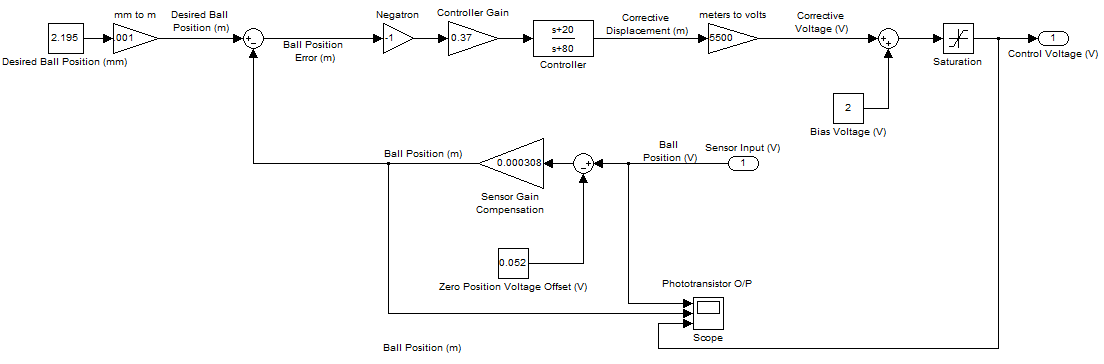 mm to m
Desired Ball
Position (m)
Negatron
Controller Gain
Corrective
Displacement (m)
meters to volts
Corrective
Voltage (V)
2.195
.001
+
−
Ball Position
Error (m)
-1
0.37
s+20
s+80
5500
+
+
1
Desired Ball Position (mm)
Controller
Saturation
Control Voltage (V)
2
Bias Voltage (V)
Ball Position (m)
0.000308
+
−
Ball
Position (V)
Sensor Input (V)
1
Sensor Gain
Compensation
0.052
Zero Position Voltage Offset (V)
Phototransistor O/P
Scope
Ball Position (m)